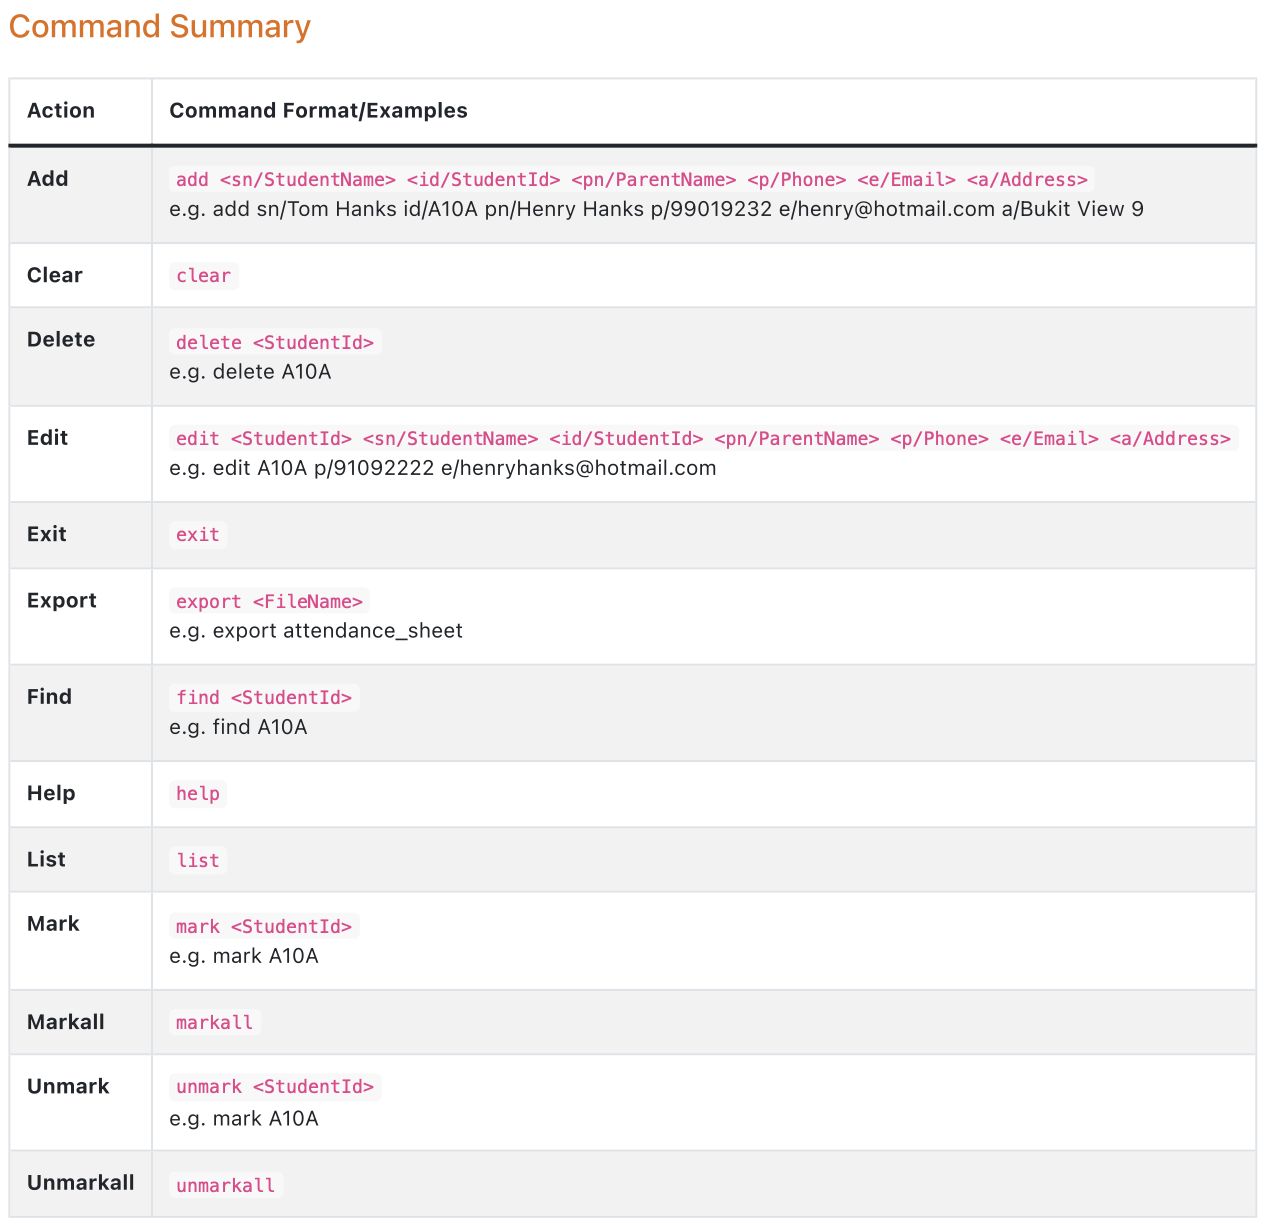 Command Summary
Action Command Format/Examples
Add add <sn/StudentName> <id/StudentId> <pn/ParentName> <p/Phone> <e/Email> <a/Address>
e.g. add sn/Tom Hanks id/A10A pn/Henry Hanks p/99019232 e/henry@hotmail.com a/Bukit View 9
Clear clear
Delete delete <StudentId>
e.g. delete A10A
Edit edit <StudentId> <sn/StudentName> <id/StudentId> <pn/ParentName> <p/Phone> <e/Email> <a/Address>
e.g. edit A10A p/91092222 e/henryhanks@hotmail.com
Exit exit
Export export <FileName>
e.g. export attendance_sheet
Find find <StudentId>
e.g. find A10A
Help help
List list
Mark mark <StudentId>
e.g. mark A10A
Markall markall
Unmark unmark <StudentId>
e.g. mark A10A
Unmarkall unmarkall